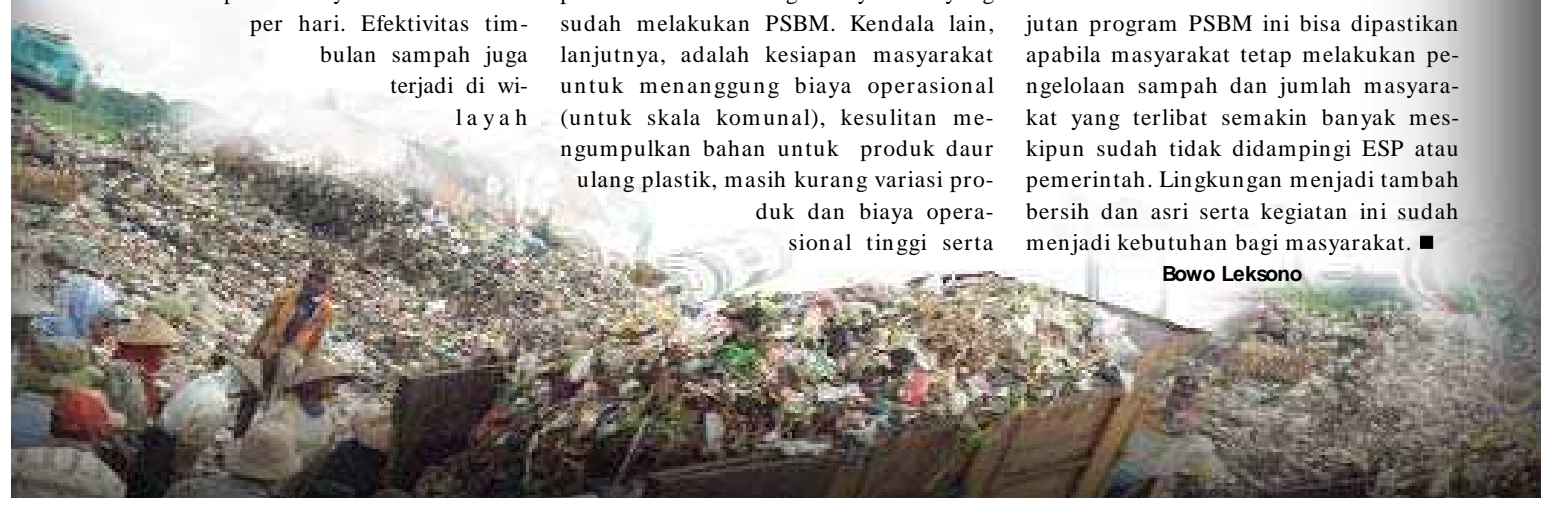 per hari. Efektivitas tim-
bulan sampah juga
terjadi di wi-
layah
sudah melakukan PSBM. Kendala lain,
lanjutnya, adalah kesiapan masyarakat
untuk menanggung biaya operasional
(untuk skala komunal), kesulitan me-
ngumpulkan bahan untuk produk daur
ulang plastik, masih kurang variasi pro-
duk dan biaya opera-
sional tinggi serta
jutan program PSBM ini bisa dipastikan
apabila masyarakat tetap melakukan pe-
ngelolaan sampah dan jumlah masyara-
kat yang terlibat semakin banyak mes-
kipun sudah tidak didampingi ESP atau
pemerintah. Lingkungan menjadi tambah
bersih dan asri serta kegiatan ini sudah
menjadi kebutuhan bagi masyarakat. ■
Bowo Leksono